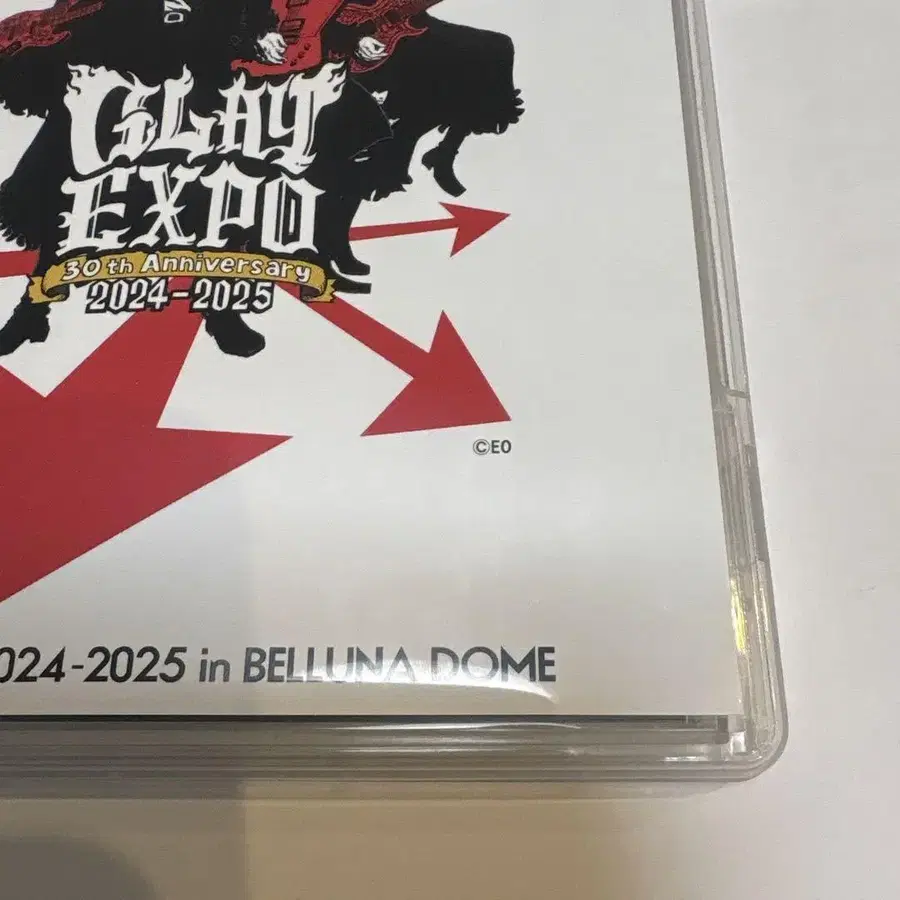 GLAY
EXPO
30th Anniversary
2024-2025
©EO
024-2025 in BELLUNA DOME